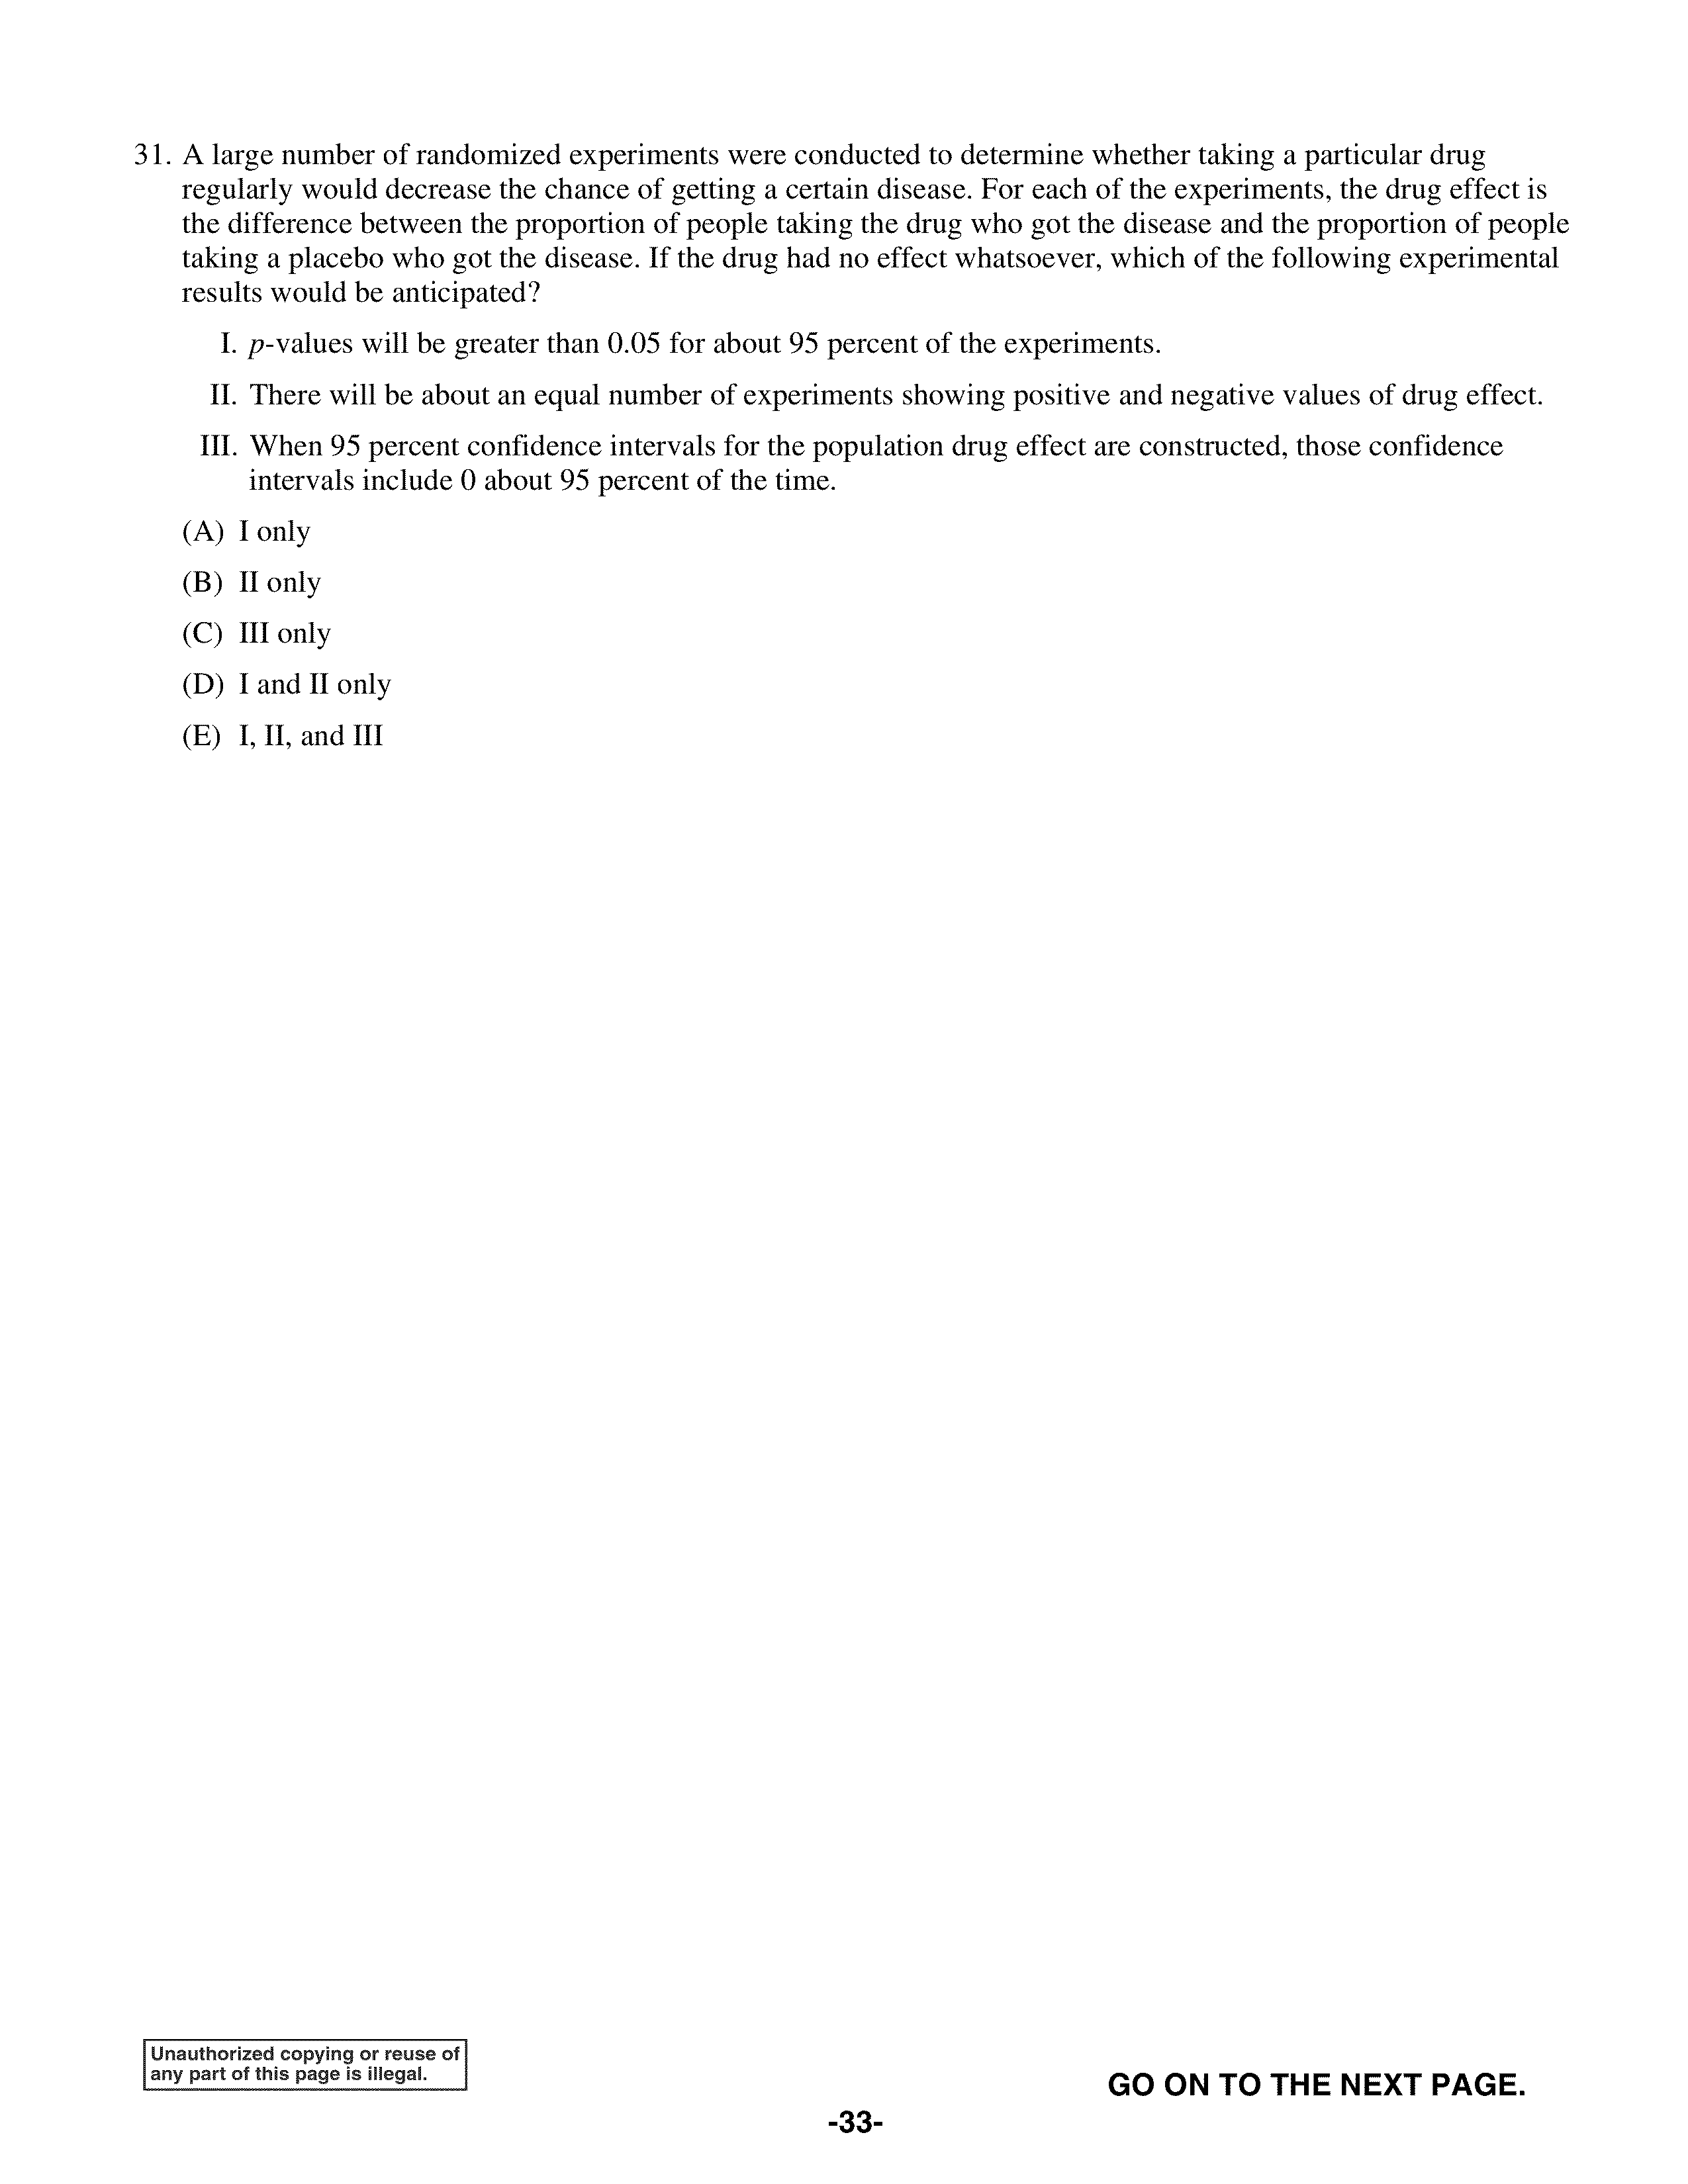 31. A large number of randomized experiments were conducted to determine whether taking a particular drug
regularly would decrease the chance of getting a certain disease. For each of the experiments, the drug effect is
the difference between the proportion of people taking the drug who got the disease and the proportion of people
taking a placebo who got the disease. If the drug had no effect whatsoever, which of the following experimental
results would be anticipated?
I. p-values will be greater than 0.05 for about 95 percent of the experiments.
II. There will be about an equal number of experiments showing positive and negative values of drug effect.
III. When 95 percent confidence intervals for the population drug effect are constructed, those confidence
intervals include 0 about 95 percent of the time.
(A) I only
(B) II only
(C) III only
(D) I and II only
(E) I, II, and III
Unauthorized copying or reuse of
any part of this page is illegal.
GO ON TO THE NEXT PAGE.
-33-